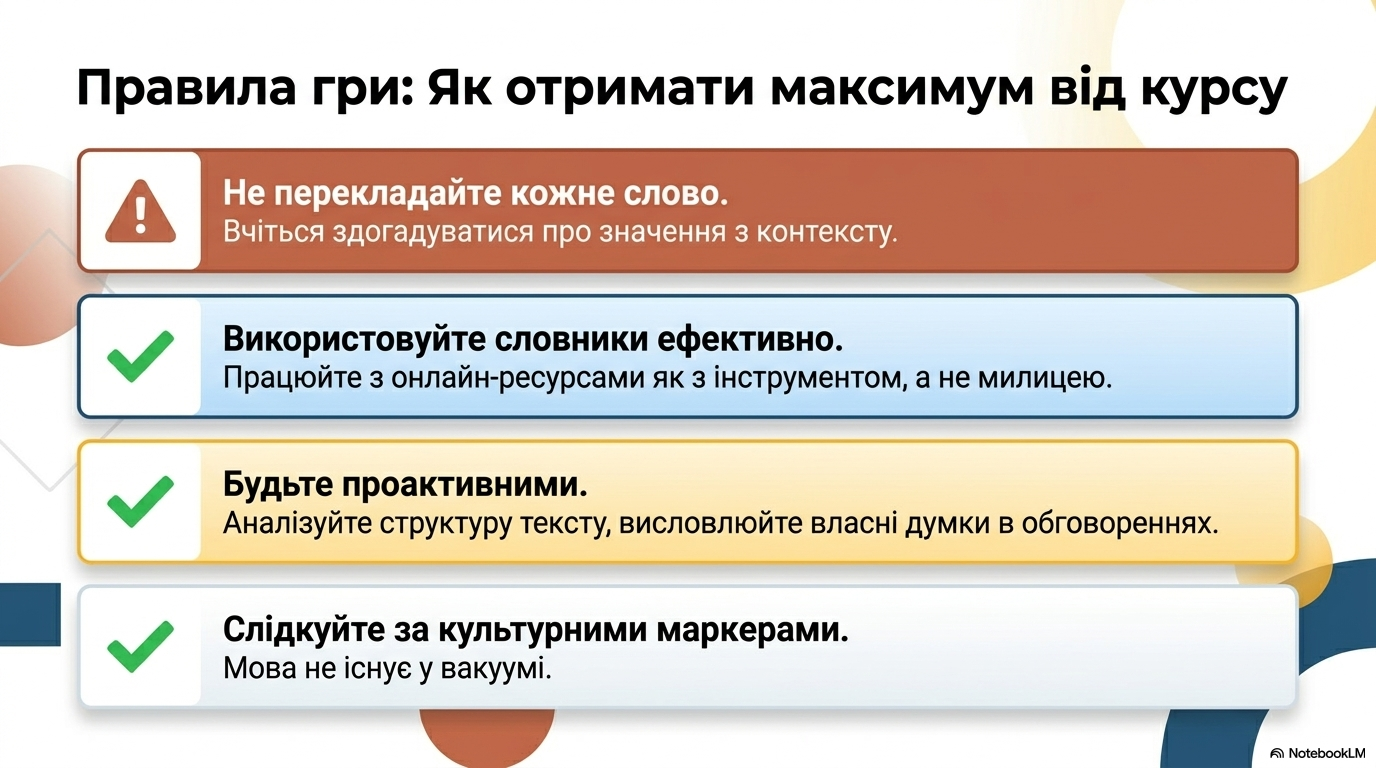 Правила гри: Як отримати максимум від курсу
Не перекладайте кожне слово.
Вчіться здогадуватися про значення з контексту.
Використовуйте словники ефективно.
Працюйте з онлайн-ресурсами як з інструментом, а не милицею.
Будьте проактивними.
Аналізуйте структуру тексту, висловлюйте власні думки в обговореннях.
Слідкуйте за культурними маркерами.
Мова не існує у вакуумі.
NotebookLM